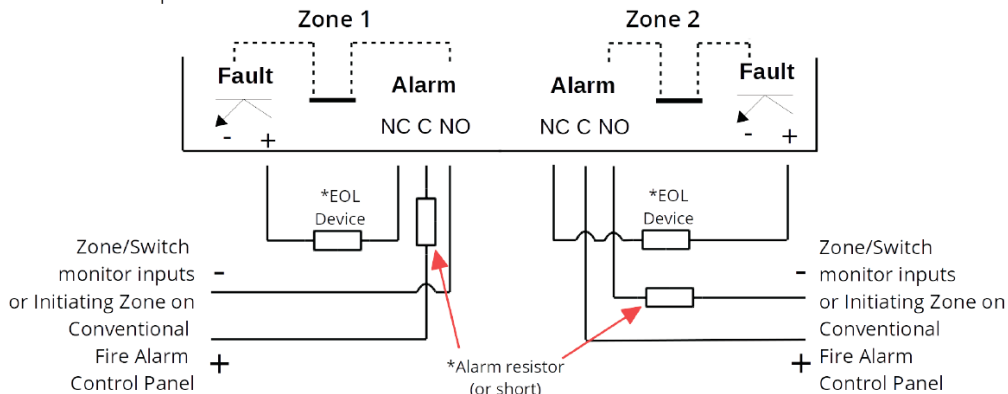 Zone 1
Zone 2
Fault
Alarm
Alarm
Fault
- +
NC C NO
NC C NO
- +
*EOL
Device
*EOL
Device
Zone/Switch
monitor inputs
or Initiating Zone on
Conventional
Fire Alarm
Control Panel
-
+
*Alarm resistor
(or short)
-
+
Zone/Switch
monitor inputs
or Initiating Zone on
Conventional
Fire Alarm
Control Panel